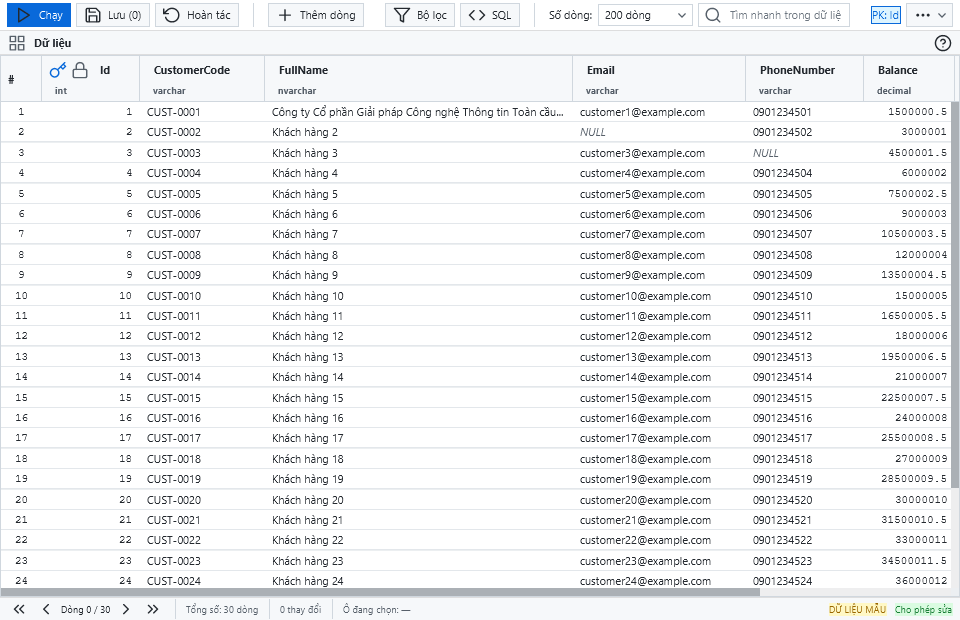 Chạy Lưu (0) Hoàn tác Thêm dòng Bộ lọc SQL Số dòng: 200 dòng Tìm nhanh trong dữ liệ PK: Id
Dữ liệu
# Id CustomerCode FullName Email PhoneNumber Balance
int varchar nvarchar varchar varchar decimal
1 1 CUST-0001 Công ty Cổ phần Giải pháp Công nghệ Thông tin Toàn cầu... customer1@example.com 0901234501 1500000.5
2 2 CUST-0002 Khách hàng 2 NULL 0901234502 3000001
3 3 CUST-0003 Khách hàng 3 customer3@example.com NULL 4500001.5
4 4 CUST-0004 Khách hàng 4 customer4@example.com 0901234504 6000002
5 5 CUST-0005 Khách hàng 5 customer5@example.com 0901234505 7500002.5
6 6 CUST-0006 Khách hàng 6 customer6@example.com 0901234506 9000003
7 7 CUST-0007 Khách hàng 7 customer7@example.com 0901234507 10500003.5
8 8 CUST-0008 Khách hàng 8 customer8@example.com 0901234508 12000004
9 9 CUST-0009 Khách hàng 9 customer9@example.com 0901234509 13500004.5
10 10 CUST-0010 Khách hàng 10 customer10@example.com 0901234510 15000005
11 11 CUST-0011 Khách hàng 11 customer11@example.com 0901234511 16500005.5
12 12 CUST-0012 Khách hàng 12 customer12@example.com 0901234512 18000006
13 13 CUST-0013 Khách hàng 13 customer13@example.com 0901234513 19500006.5
14 14 CUST-0014 Khách hàng 14 customer14@example.com 0901234514 21000007
15 15 CUST-0015 Khách hàng 15 customer15@example.com 0901234515 22500007.5
16 16 CUST-0016 Khách hàng 16 customer16@example.com 0901234516 24000008
17 17 CUST-0017 Khách hàng 17 customer17@example.com 0901234517 25500008.5
18 18 CUST-0018 Khách hàng 18 customer18@example.com 0901234518 27000009
19 19 CUST-0019 Khách hàng 19 customer19@example.com 0901234519 28500009.5
20 20 CUST-0020 Khách hàng 20 customer20@example.com 0901234520 30000010
21 21 CUST-0021 Khách hàng 21 customer21@example.com 0901234521 31500010.5
22 22 CUST-0022 Khách hàng 22 customer22@example.com 0901234522 33000011
23 23 CUST-0023 Khách hàng 23 customer23@example.com 0901234523 34500011.5
24 24 CUST-0024 Khách hàng 24 customer24@example.com 0901234524 36000012
Dòng 0 / 30 Tổng số: 30 dòng 0 thay đổi Ô đang chọn: — DỮ LIỆU MẪU Cho phép sửa